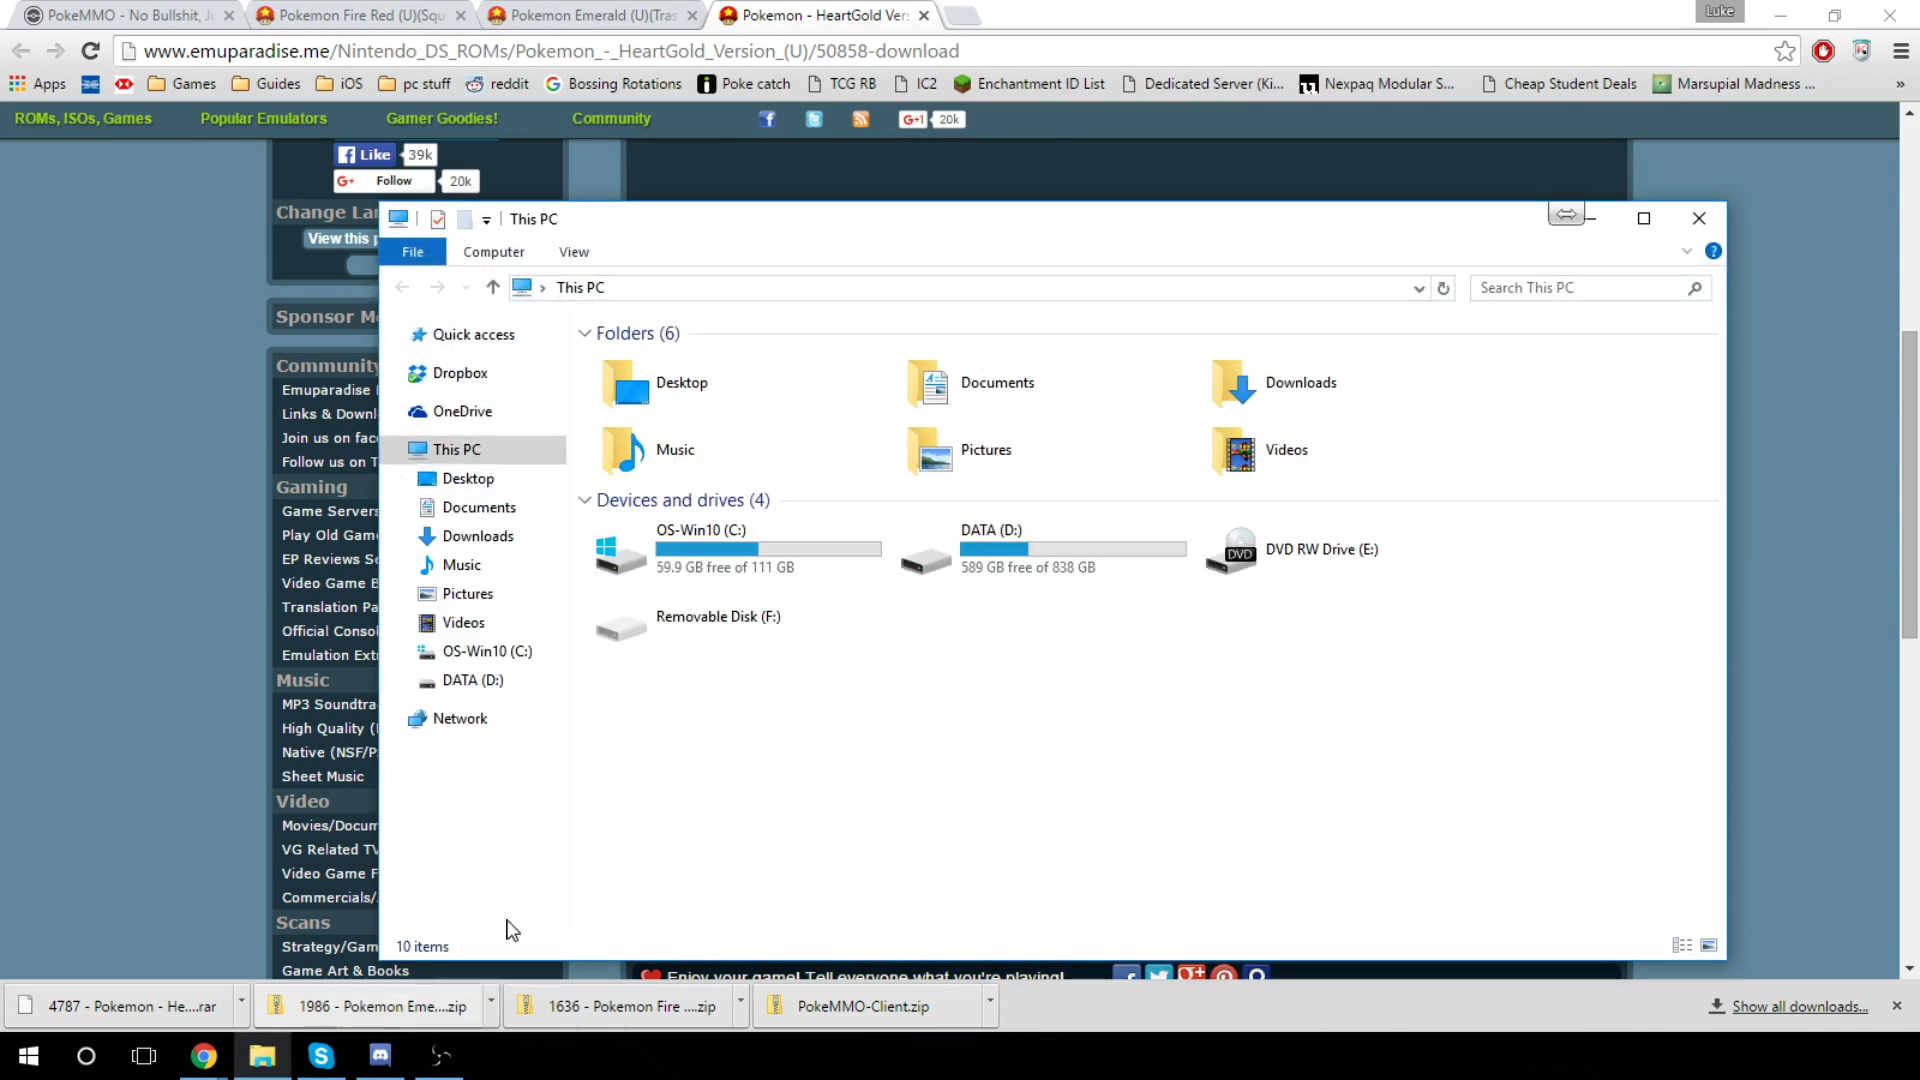 PokeMMO - No Bullshit, Ju
Pokemon Fire Red (U)(Squ
Pokemon Emerald (U)(Tras
Pokemon - HeartGold Vers
Luke
www.emuparadise.me/Nintendo_DS_ROMs/Pokemon_-_HeartGold_Version_(U)/50858-download
Apps
Games
Guides
iOS
pc stuff
reddit
Bossing Rotations
Poke catch
TCG RB
IC2
Enchantment ID List
Dedicated Server (Ki...
Nexpaq Modular S...
Cheap Student Deals
Marsupial Madness ...
»
ROMs, ISOs, Games
Popular Emulators
Gamer Goodies!
Community
G+1 20k
Like 39k
G+ Follow 20k
Change Lan
View this p
Sponsor M
Community
Emuparadise
Links & Downl
Join us on fac
Follow us on T
Gaming
Game Servers
Play Old Gam
EP Reviews Se
Video Game B
Translation Pa
Official Consol
Emulation Ext
Music
MP3 Soundtra
High Quality (
Native (NSF/P
Sheet Music
Video
Movies/Docum
VG Related TV
Video Game F
Commercials/
Scans
Strategy/Gam
Game Art & Books
This PC
File
Computer
View
This PC
Search This PC
Quick access
Dropbox
OneDrive
This PC
Desktop
Documents
Downloads
Music
Pictures
Videos
OS-Win10 (C:)
DATA (D:)
Network
Folders (6)
Desktop
Documents
Downloads
Music
Pictures
Videos
Devices and drives (4)
OS-Win10 (C:)
59.9 GB free of 111 GB
DATA (D:)
589 GB free of 838 GB
DVD
DVD RW Drive (E:)
Removable Disk (F:)
10 items
Enjoy your game! Tell everyone what you're playing!
4787 - Pokemon - He....rar
1986 - Pokemon Eme....zip
1636 - Pokemon Fire ....zip
PokeMMO-Client.zip
Show all downloads...